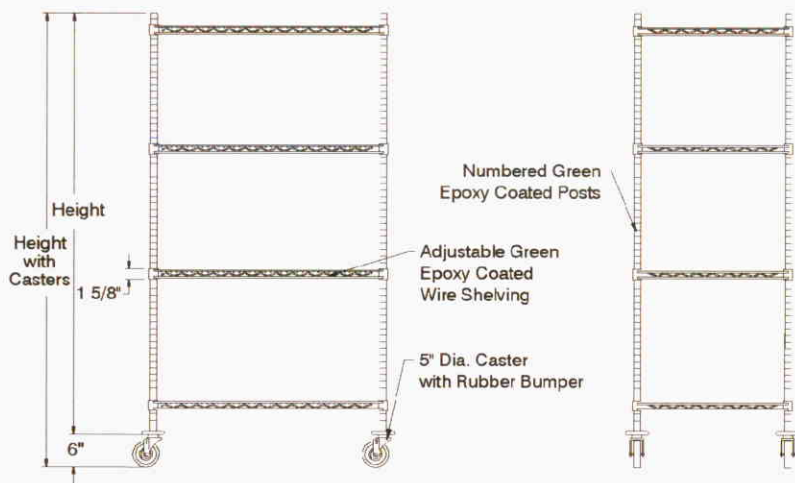 Numbered Green
Epoxy Coated Posts
Height
Height
with
Casters
Adjustable Green
Epoxy Coated
Wire Shelving
1 5/8"
5" Dia. Caster
with Rubber Bumper
6"